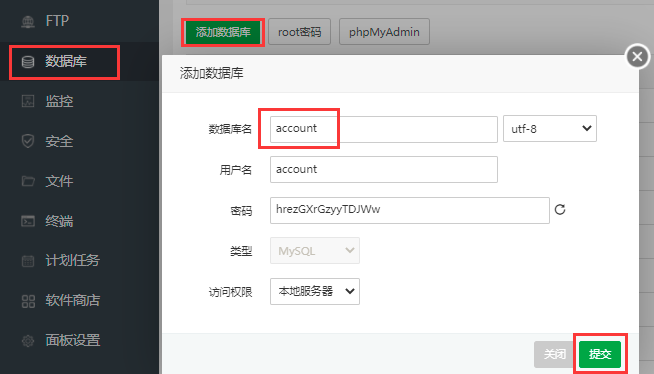 FTP
数据库
监控
安全
文件
终端
计划任务
软件商店
面板设置
添加数据库 root密码 phpMyAdmin
添加数据库
数据库名 account utf-8
用户名 account
密码 hrezGXrGzyyTDJWw
类型 MySQL
访问权限 本地服务器
关闭 提交